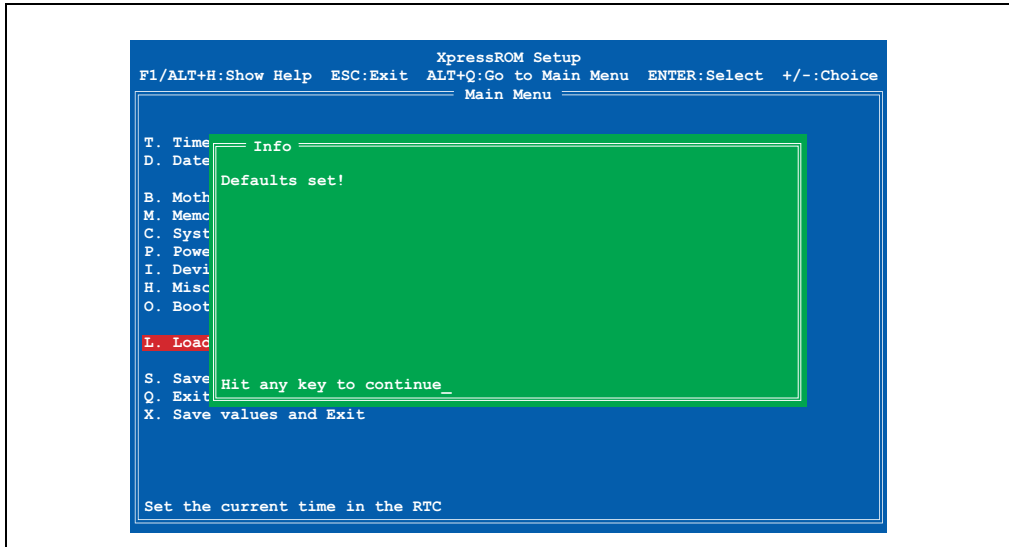 XpressROM Setup
F1/ALT+H:Show Help ESC:Exit ALT+Q:Go to Main Menu ENTER:Select +/-:Choice
Main Menu
T. Time
D. Date
Info
Defaults set!
B. Moth
M. Memo
C. Syst
P. Powe
I. Devi
H. Misc
O. Boot
L. Load
S. Save
Q. Exit
Hit any key to continue_
X. Save values and Exit
Set the current time in the RTC